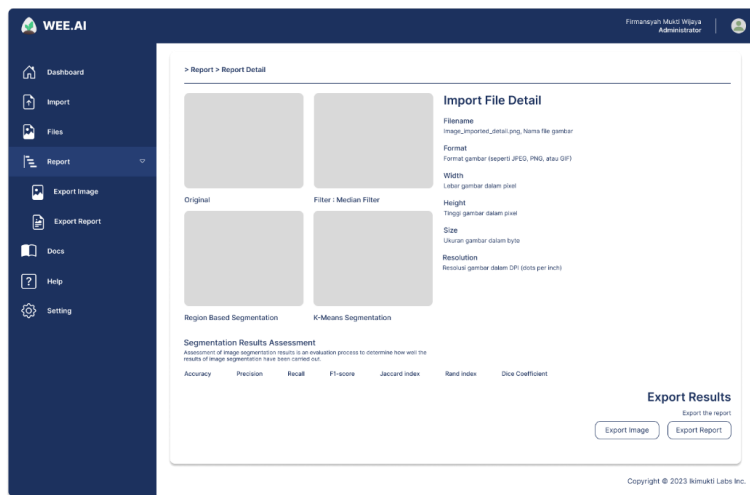 WEE.AI
Firmansyah Mukti Wijaya
Administrator
Dashboard
Import
Files
Report
Export Image
Export Report
Docs
Help
Setting
> Report > Report Detail
Original
Filter : Median Filter
Region Based Segmentation
K-Means Segmentation
Import File Detail
Filename
Image_imported_detail.png, Nama file gambar
Format
Format gambar (seperti JPEG, PNG, atau GIF)
Width
Lebar gambar dalam pixel
Height
Tinggi gambar dalam pixel
Size
Ukuran gambar dalam byte
Resolution
Resolusi gambar dalam DPI (dots per inch)
Segmentation Results Assessment
Assessment of image segmentation results is an evaluation process to determine how well the
results of image segmentation have been carried out.
Accuracy Precision Recall F1-score Jaccard index Rand index Dice Coefficient
Export Results
Export the report
Export Image Export Report
Copyright © 2023 Ikimukti Labs Inc.